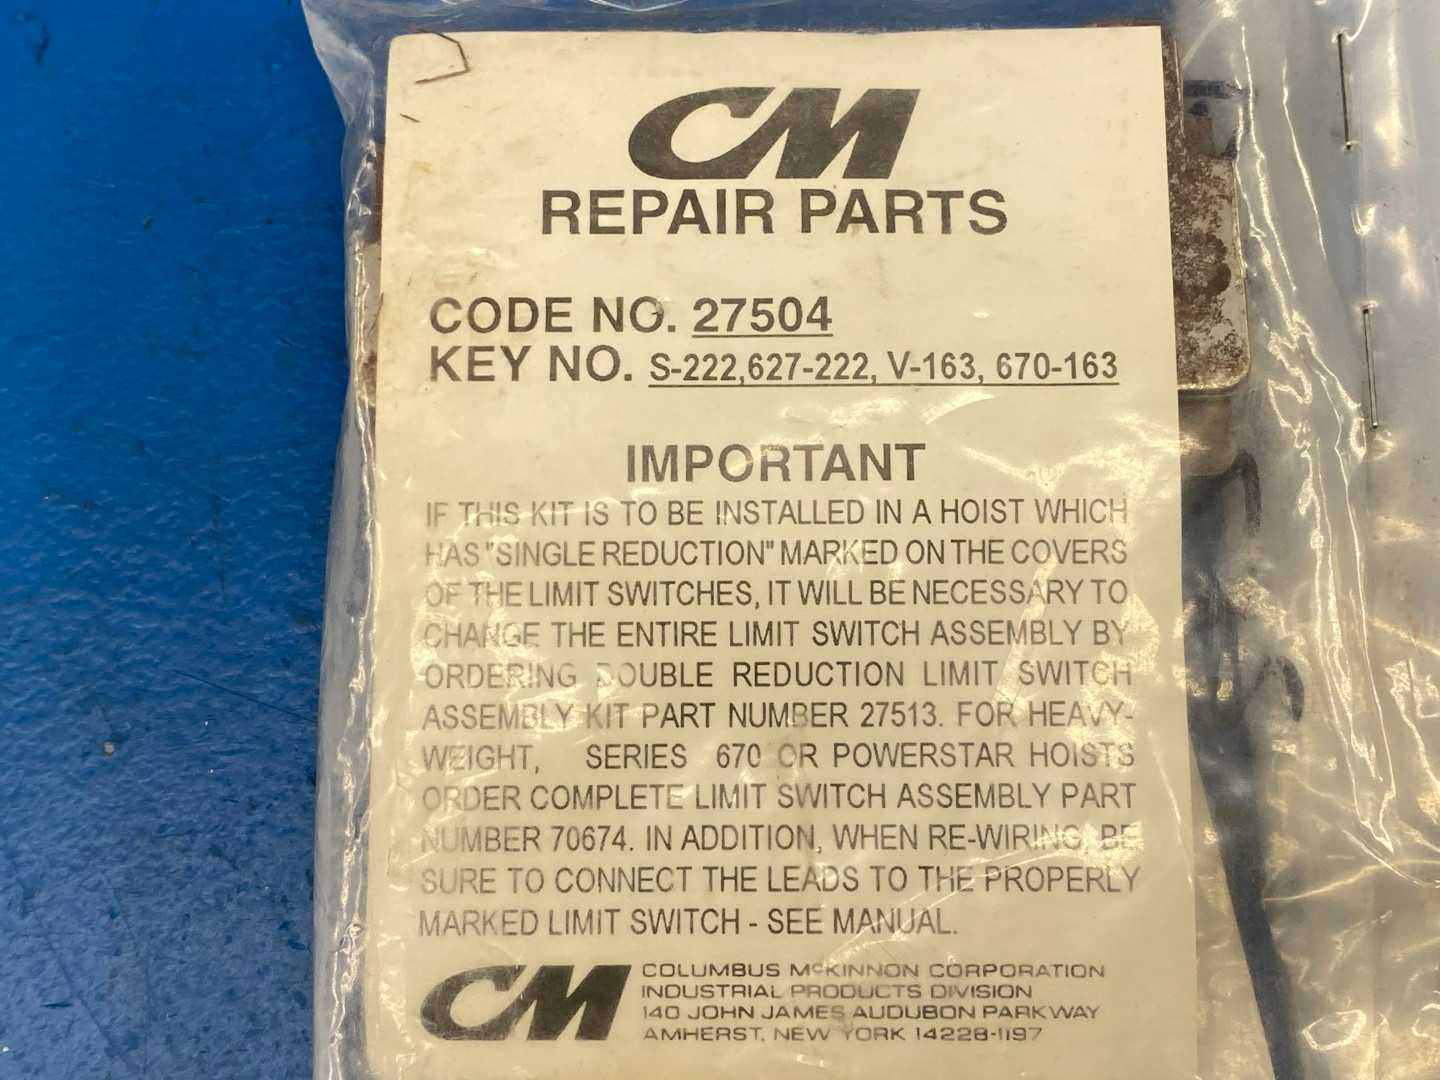 CM
REPAIR PARTS
CODE NO. 27504
KEY NO. S-222,627-222, V-163, 670-163
IMPORTANT
IF THIS KIT IS TO BE INSTALLED IN A HOIST WHICH
HAS "SINGLE REDUCTION" MARKED ON THE COVERS
OF THE LIMIT SWITCHES, IT WILL BE NECESSARY TO
CHANGE THE ENTIRE LIMIT SWITCH ASSEMBLY BY
ORDERING DOUBLE REDUCTION LIMIT SWITCH
ASSEMBLY KIT PART NUMBER 27513. FOR HEAVY-
WEIGHT, SERIES 670 OR POWERSTAR HOISTS
ORDER COMPLETE LIMIT SWITCH ASSEMBLY PART
NUMBER 70674. IN ADDITION, WHEN RE-WIRING, BE
SURE TO CONNECT THE LEADS TO THE PROPERLY
MARKED LIMIT SWITCH - SEE MANUAL.
CM
COLUMBUS McKINNON CORPORATION
INDUSTRIAL PRODUCTS DIVISION
140 JOHN JAMES AUDUBON PARKWAY
AMHERST, NEW YORK 14228-1197